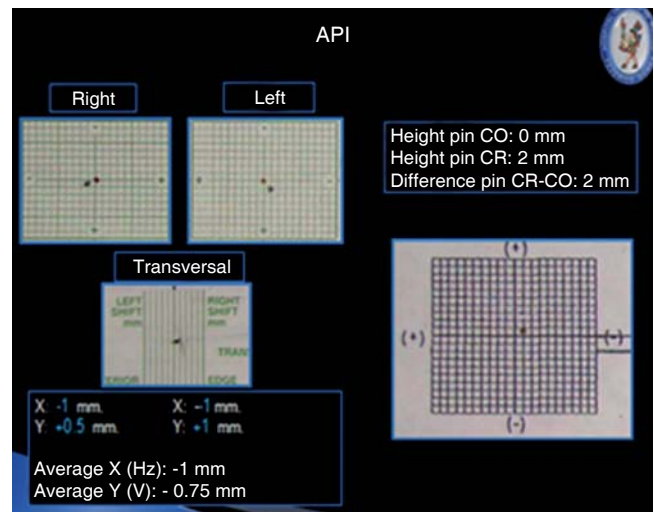 API
Right
Left
Height pin CO: 0 mm
Height pin CR: 2 mm
Difference pin CR-CO: 2 mm
Transversal
LEFT SHIFT mm
RIGHT SHIFT mm
TRAN
ERIOR
EDGE
(+)
(+)
(-)
(-)
X: -1 mm. X: -1 mm.
Y: +0.5 mm. Y: +1 mm.
Average X (Hz): -1 mm
Average Y (V): - 0.75 mm